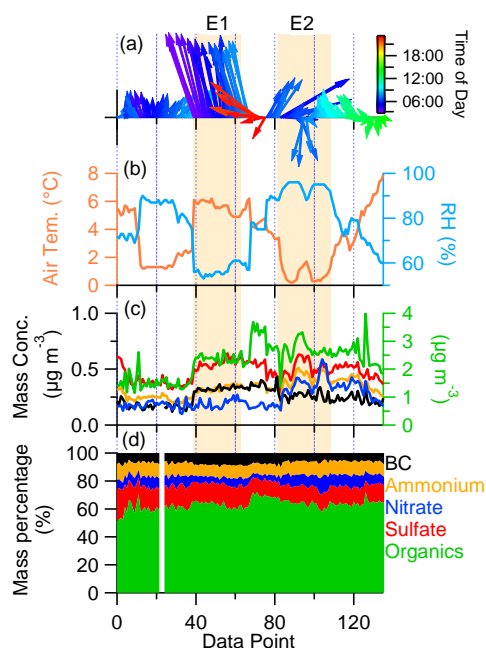 E1 E2
(a)
18:00
12:00
06:00
Time of Day
(b)
8
6
4
2
0
Air Tem. (°C)
100
80
60
RH (%)
(c)
1.0
0.5
0.0
Mass Conc. (µg m-3)
4
3
2
1
0
(µg m-3)
(d)
100
80
60
40
20
0
Mass percentage (%)
BC
Ammonium
Nitrate
Sulfate
Organics
0 40 80 120
Data Point